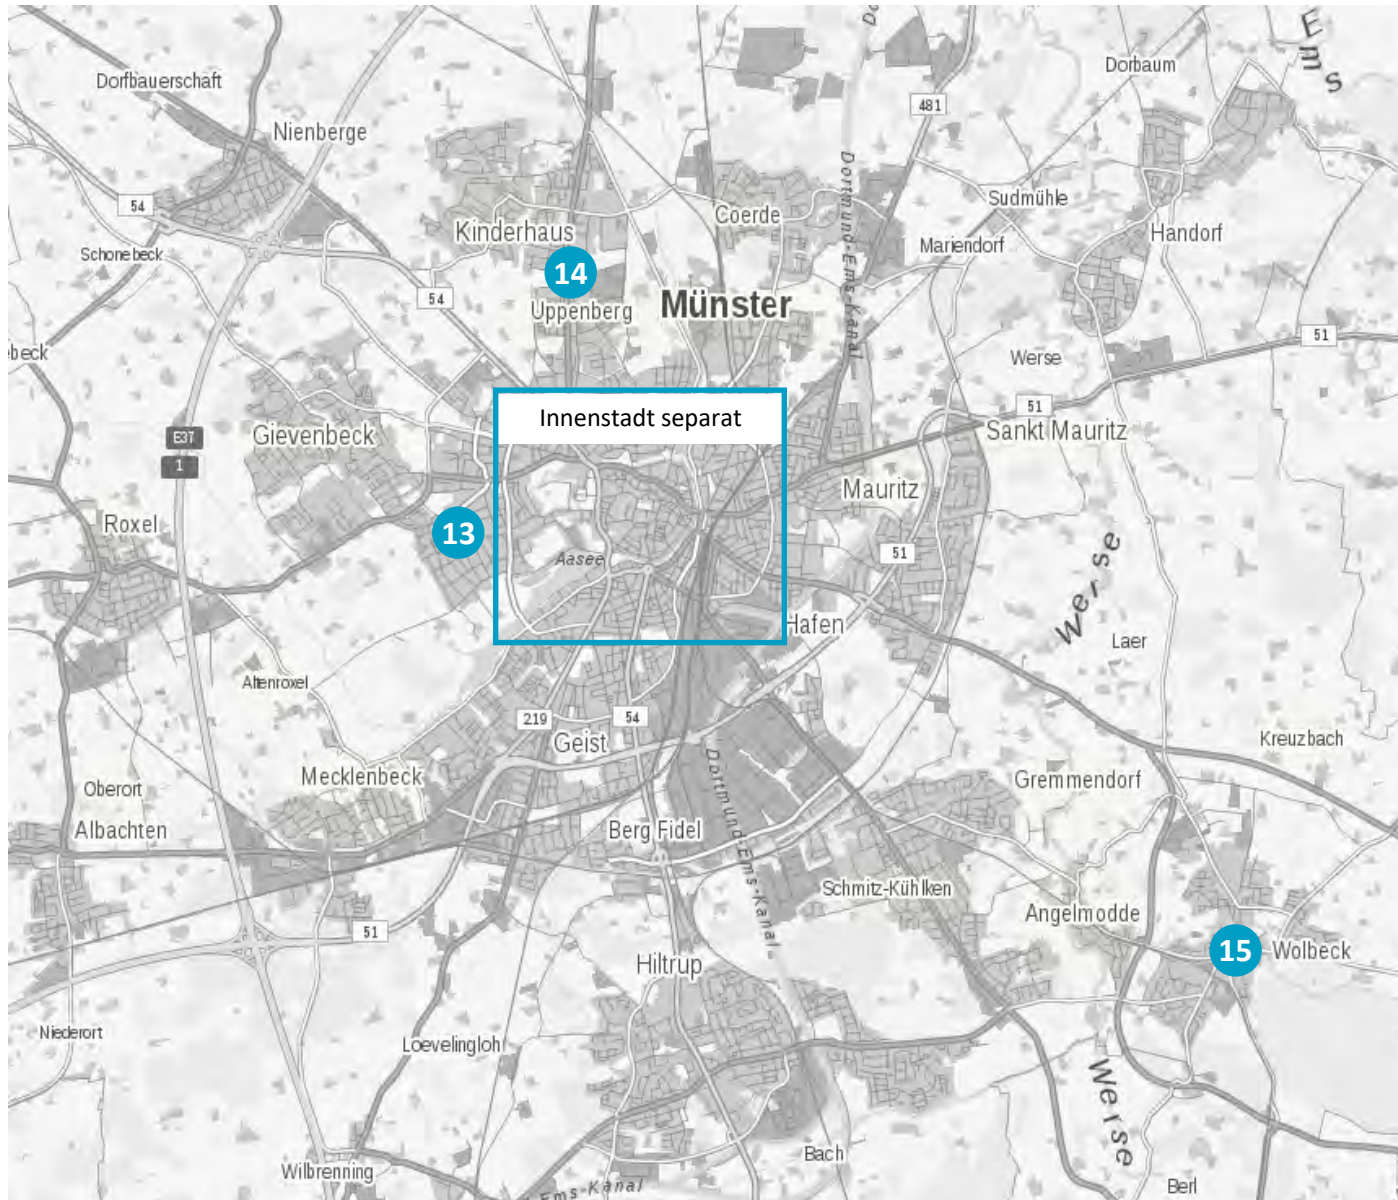 Ems
Dorfbauerschaft
Dorbaum
481
Nienberge
Dortmund-Ems-Kanal
Sudmühle
54
Coerde
Kinderhaus
Handorf
Mariendorf
Schonebeck
14
54
Münster
Uppenberg
51
ebeck
Werse
Innenstadt separat
51
Gievenbeck
Sankt Mauritz
E37
1
Mauritz
Roxel
13
51
Aasee
Werse
Hafen
Laer
Altenroxel
219
54
Geist
Kreuzbach
Mecklenbeck
Gremmendorf
Oberort
Dortmund-Ems-Kanal
Albachten
Berg Fidel
Schmitz-Kühlken
Angelmodde
51
15
Wolbeck
Hiltrup
Niederort
Loevelingloh
Werse
Bach
Wilbrenning
Ems-Kanal
Berl